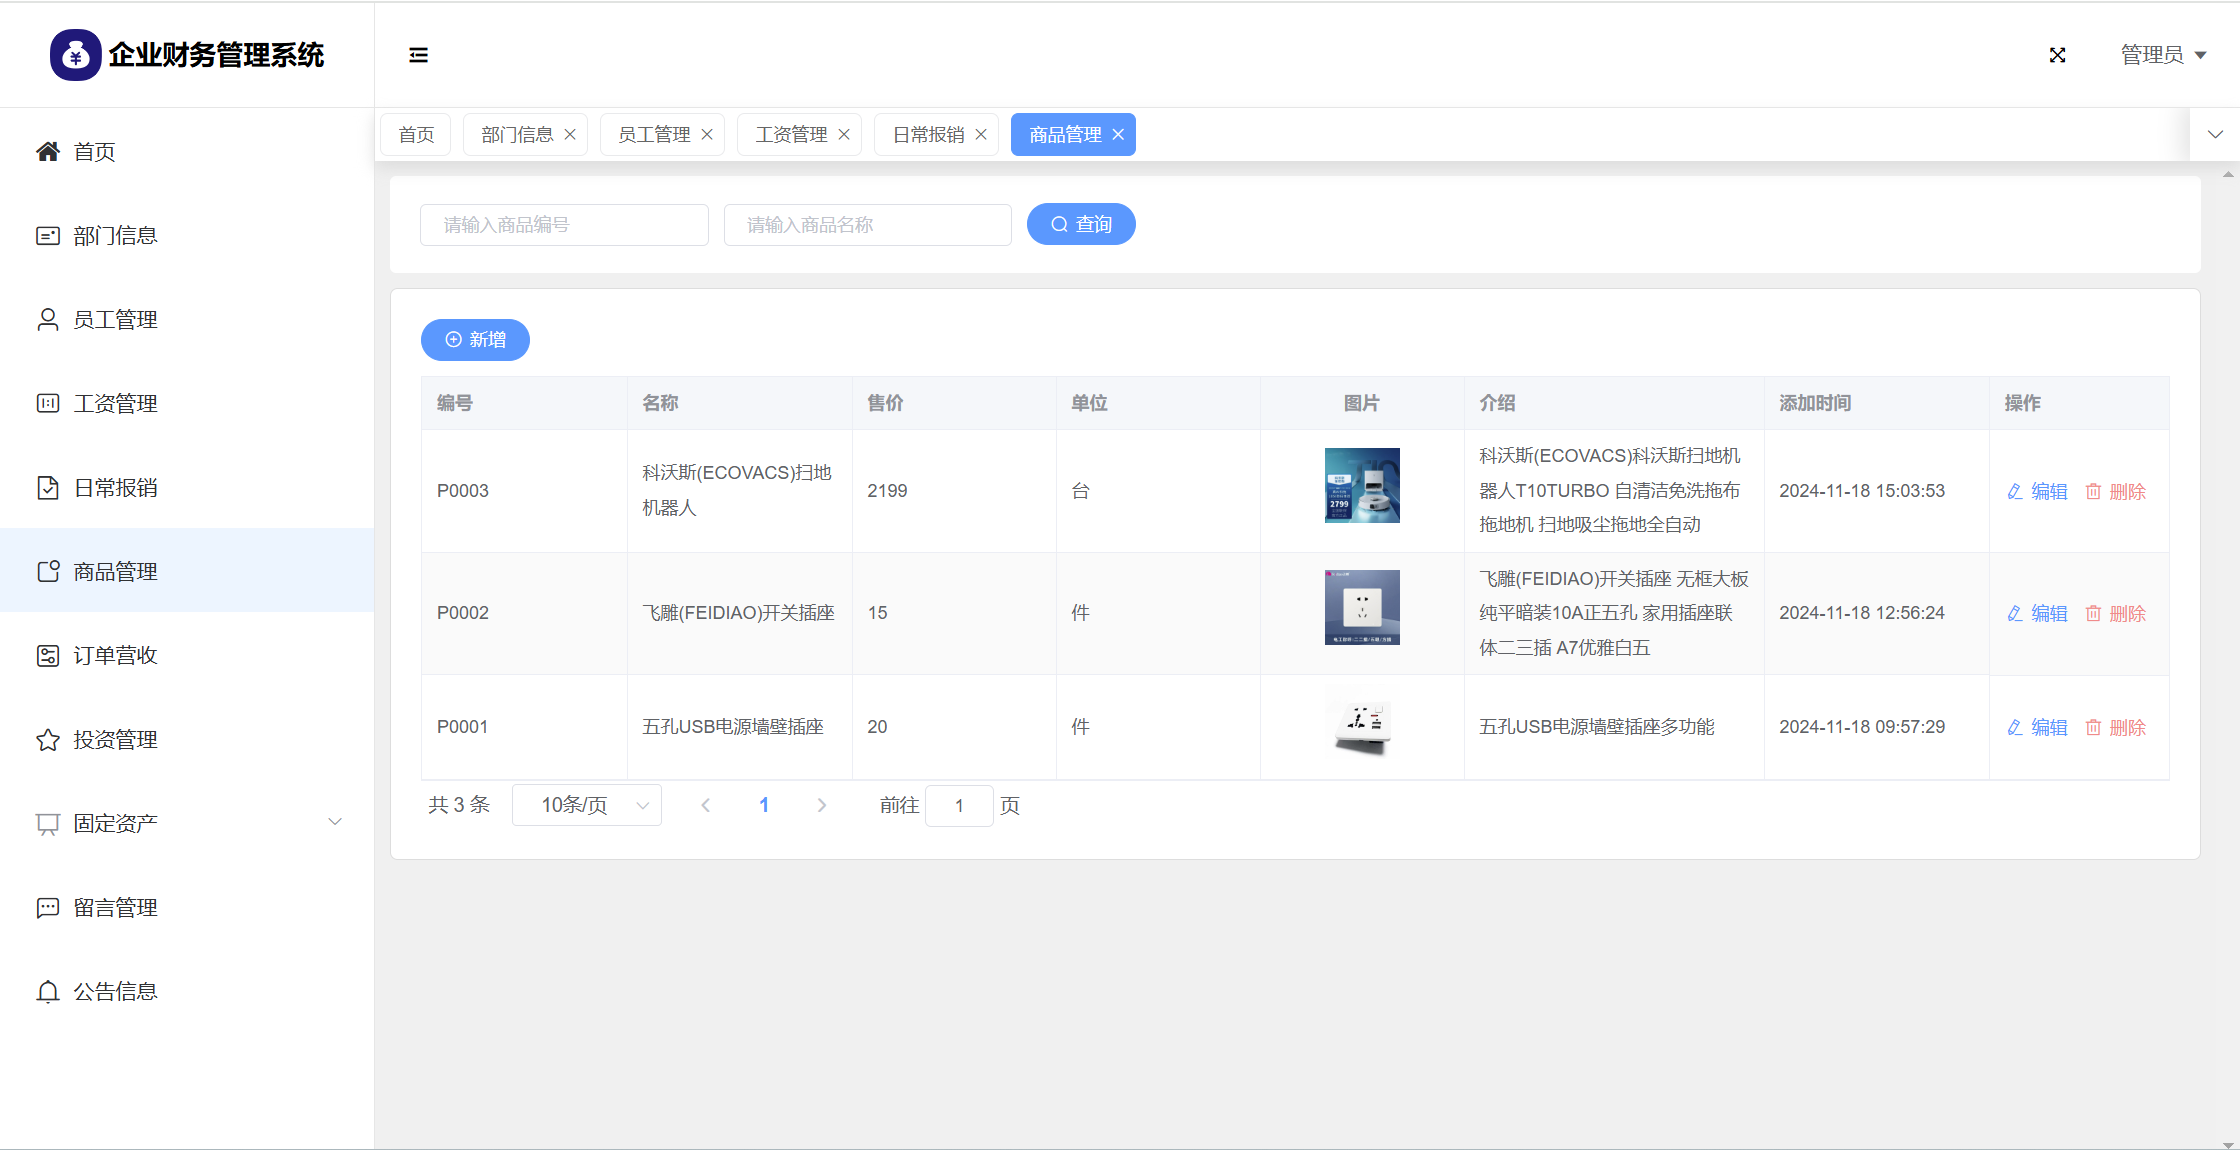 企业财务管理系统
管理员
首页
部门信息
员工管理
工资管理
日常报销
商品管理
订单营收
投资管理
固定资产
留言管理
公告信息
首页 部门信息 员工管理 工资管理 日常报销 商品管理
请输入商品编号 请输入商品名称 查询
新增
编号 名称 售价 单位 图片 介绍 添加时间 操作
P0003
科沃斯(ECOVACS)扫地
机器人
2199
台
2799
科沃斯(ECOVACS)科沃斯扫地机
器人T10TURBO 自清洁免洗拖布
拖地机 扫地吸尘拖地全自动
2024-11-18 15:03:53
编辑 删除
P0002
飞雕(FEIDIAO)开关插座
15
件
飞雕(FEIDIAO)开关插座 无框大板
纯平暗装10A正五孔 家用插座联
体二三插 A7优雅白五
2024-11-18 12:56:24
编辑 删除
P0001
五孔USB电源墙壁插座
20
件
五孔USB电源墙壁插座多功能
2024-11-18 09:57:29
编辑 删除
共 3 条 10条/页 1 前往 1 页